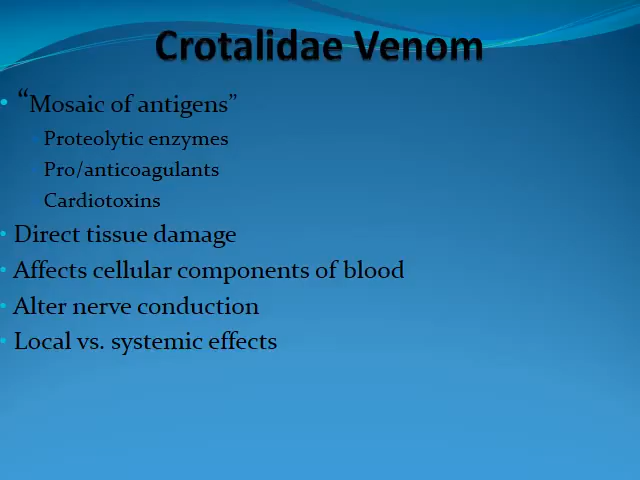 Crotalidae Venom
• “Mosaic of antigens”
Proteolytic enzymes
Pro/anticoagulants
Cardiotoxins
• Direct tissue damage
• Affects cellular components of blood
• Alter nerve conduction
• Local vs. systemic effects